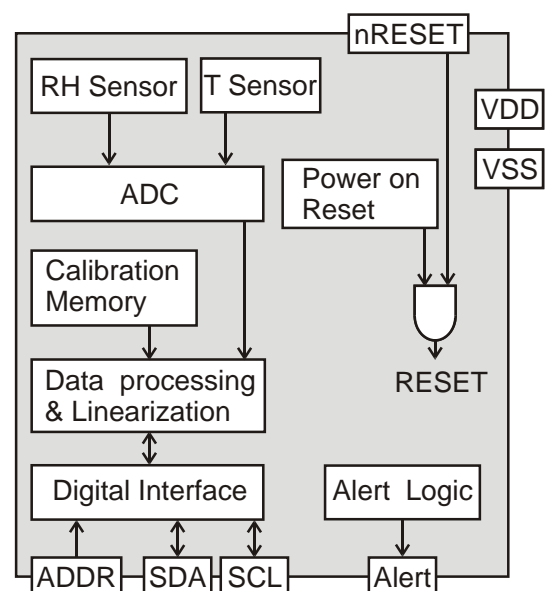 nRESET
RH Sensor
T Sensor
VDD
VSS
ADC
Power on
Reset
Calibration
Memory
Data processing
& Linearization
RESET
Digital Interface
Alert Logic
ADDR
SDA
SCL
Alert